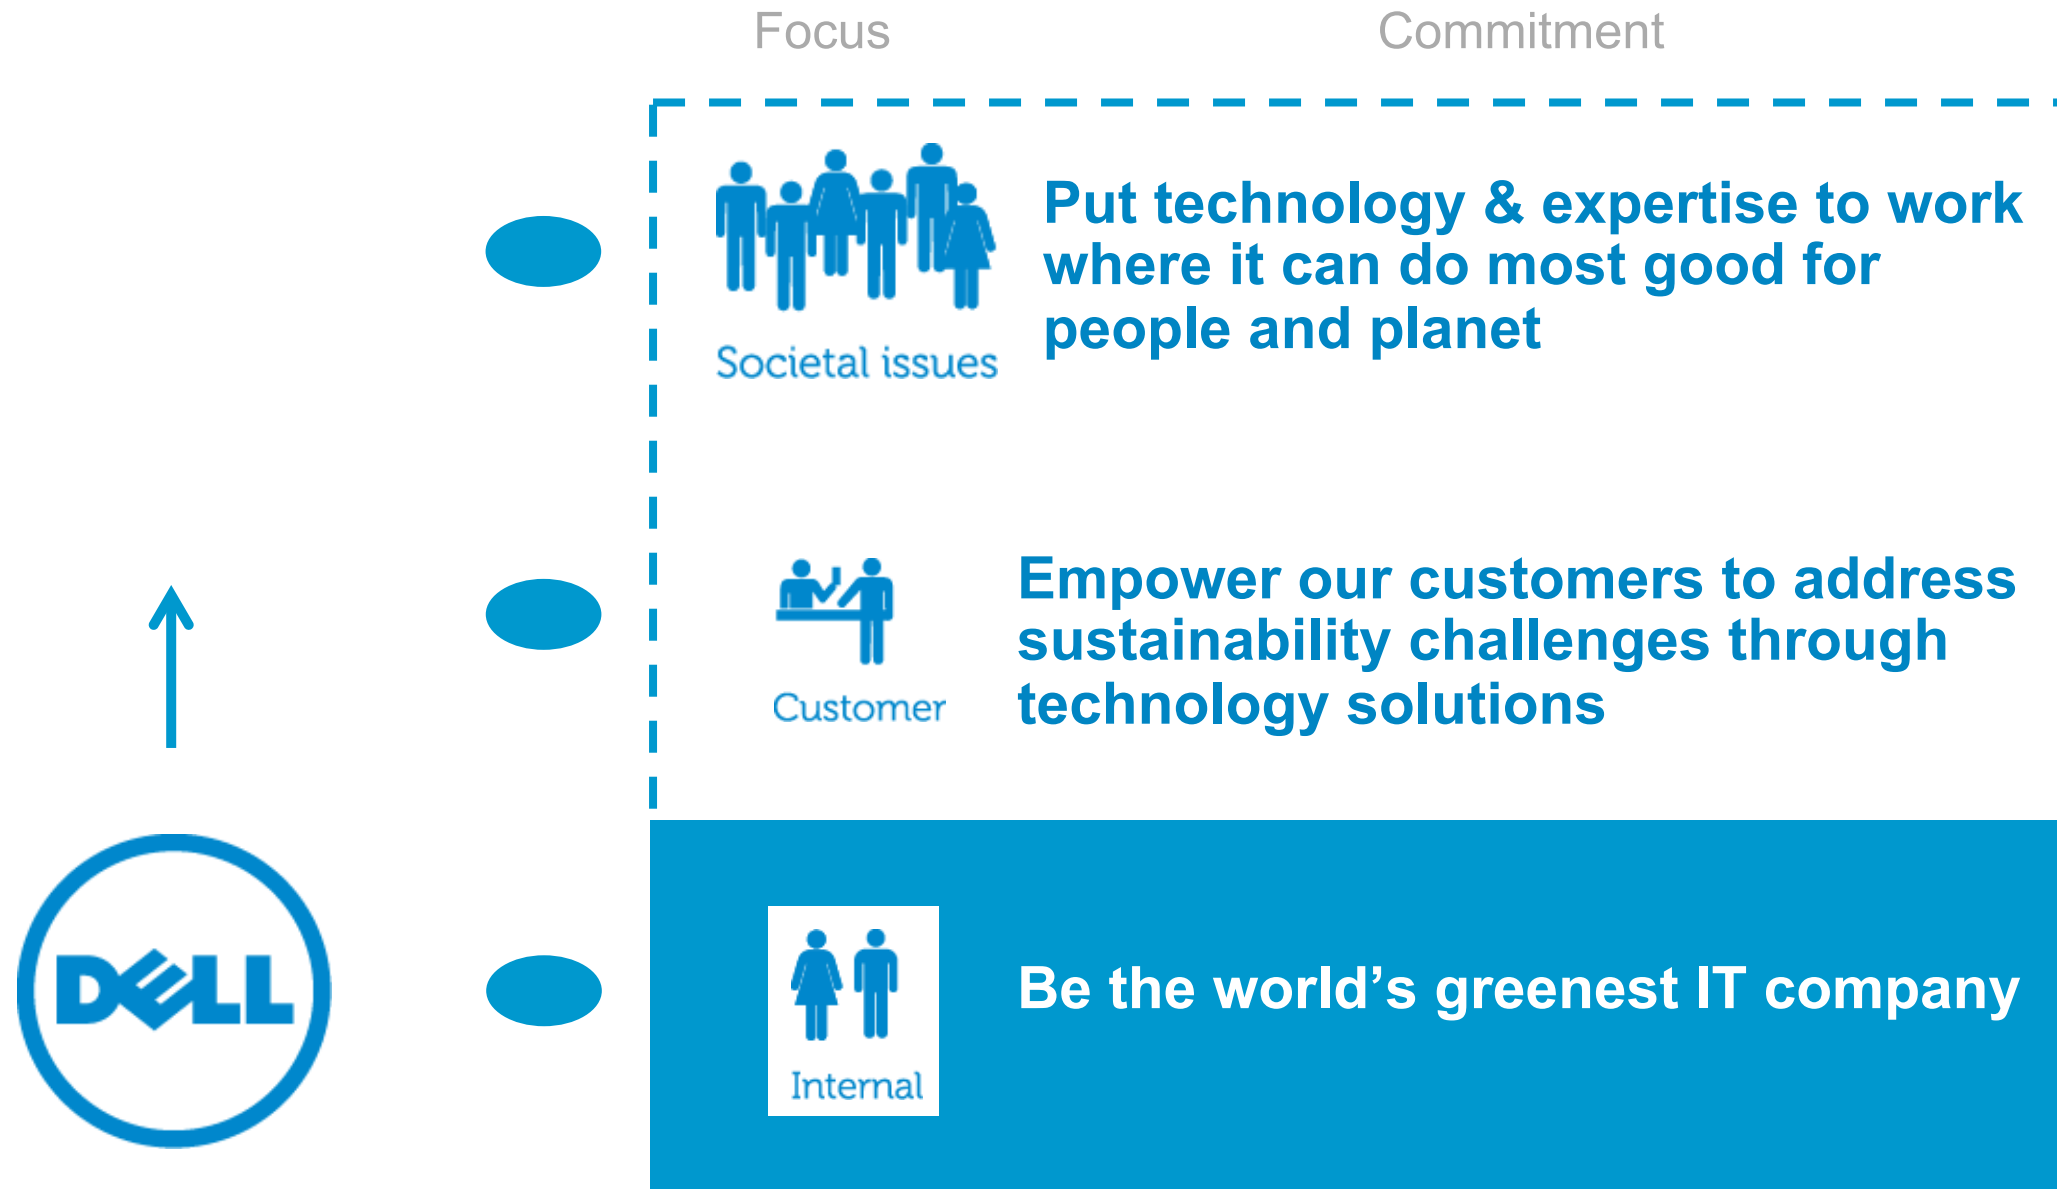 Focus
Commitment
Put technology & expertise to work
where it can do most good for
people and planet
Societal issues
Empower our customers to address
sustainability challenges through
technology solutions
Customer
DELL
Be the world’s greenest IT company
Internal